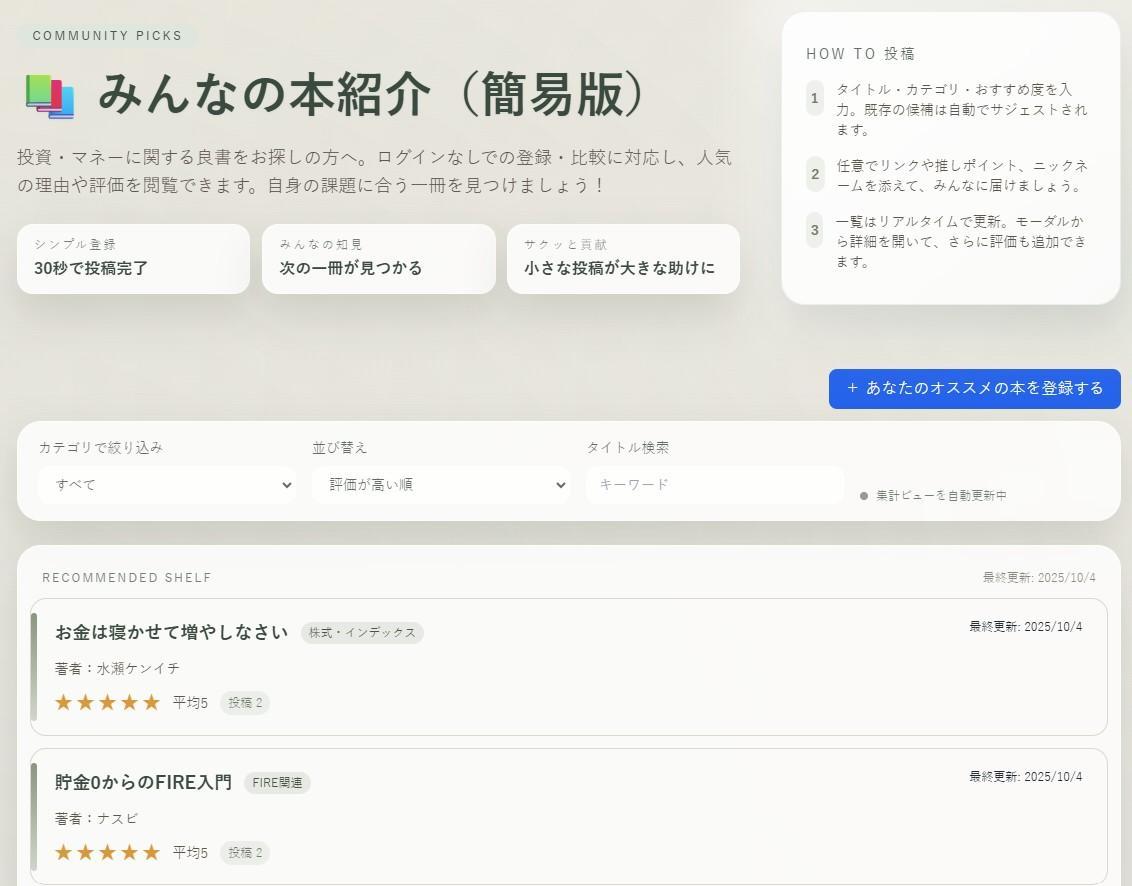 COMMUNITY PICKS
みんなの本紹介（簡易版）
投資・マネーに関する良書をお探しの方へ。ログインなしでの登録・比較に対応し、人気
の理由や評価を閲覧できます。自身の課題に合う一冊を見つけましょう！
シンプル登録
30秒で投稿完了
みんなの知見
次の一冊が見つかる
サクッと貢献
小さな投稿が大きな助けに
HOW TO 投稿
1
タイトル・カテゴリ・おすすめ度を入
力。既存の候補は自動でサジェストされ
ます。
2
任意でリンクや推しポイント、ニックネ
ームを添えて、みんなに届けましょう。
3
一覧はリアルタイムで更新。モーダルか
ら詳細を開いて、さらに評価も追加でき
ます。
＋ あなたのオススメの本を登録する
カテゴリで絞り込み
すべて
並び替え
評価が高い順
タイトル検索
キーワード
集計ビューを自動更新中
RECOMMENDED SHELF
最終更新: 2025/10/4
お金は寝かせて増やしなさい 株式・インデックス
最終更新: 2025/10/4
著者：水瀬ケンイチ
★★★★★ 平均5 投稿 2
貯金0からのFIRE入門 FIRE関連
最終更新: 2025/10/4
著者：ナスビ
★★★★★ 平均5 投稿 2